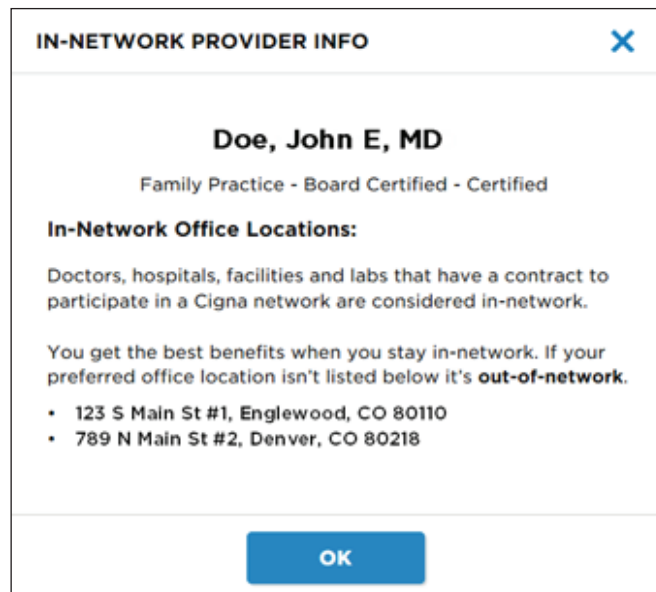 IN-NETWORK PROVIDER INFO
Doe, John E, MD
Family Practice - Board Certified - Certified
In-Network Office Locations:
Doctors, hospitals, facilities and labs that have a contract to
participate in a Cigna network are considered in-network.
You get the best benefits when you stay in-network. If your
preferred office location isn't listed below it's out-of-network.
• 123 S Main St #1, Englewood, CO 80110
• 789 N Main St #2, Denver, CO 80218
OK